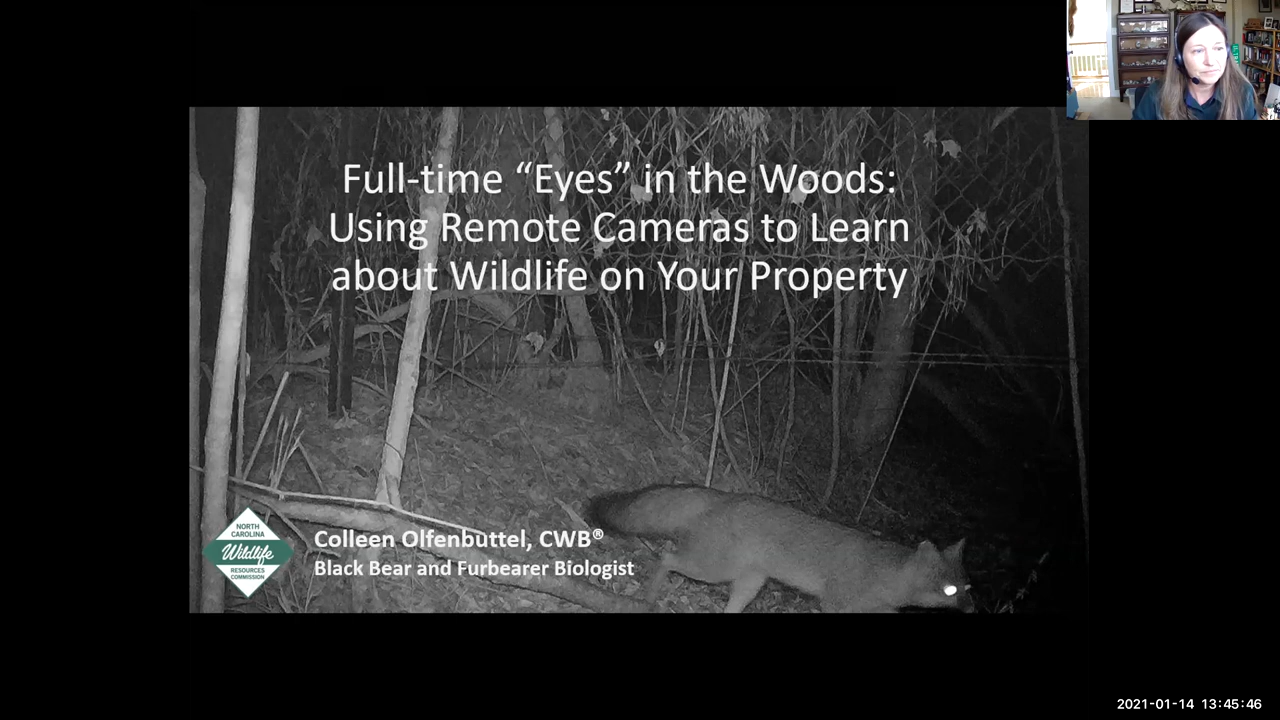 Full-time “Eyes” in the Woods:
Using Remote Cameras to Learn
about Wildlife on Your Property
NORTH
CAROLINA
Wildlife
RESOURCES
COMMISSION
Colleen Olfenbuttel, CWB®
Black Bear and Furbearer Biologist
2021-01-14 13:45:46